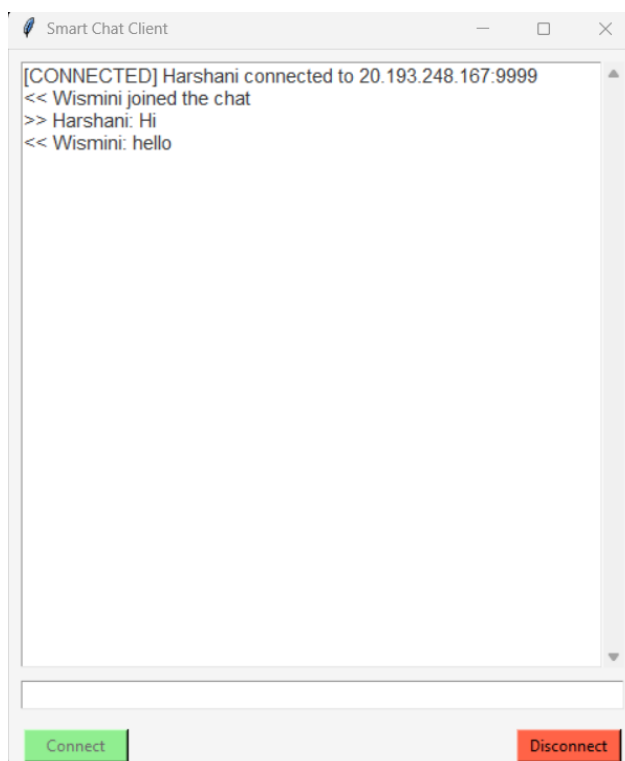 Smart Chat Client
[CONNECTED] Harshani connected to 20.193.248.167:9999
<< Wismini joined the chat
>> Harshani: Hi
<< Wismini: hello
Connect
Disconnect